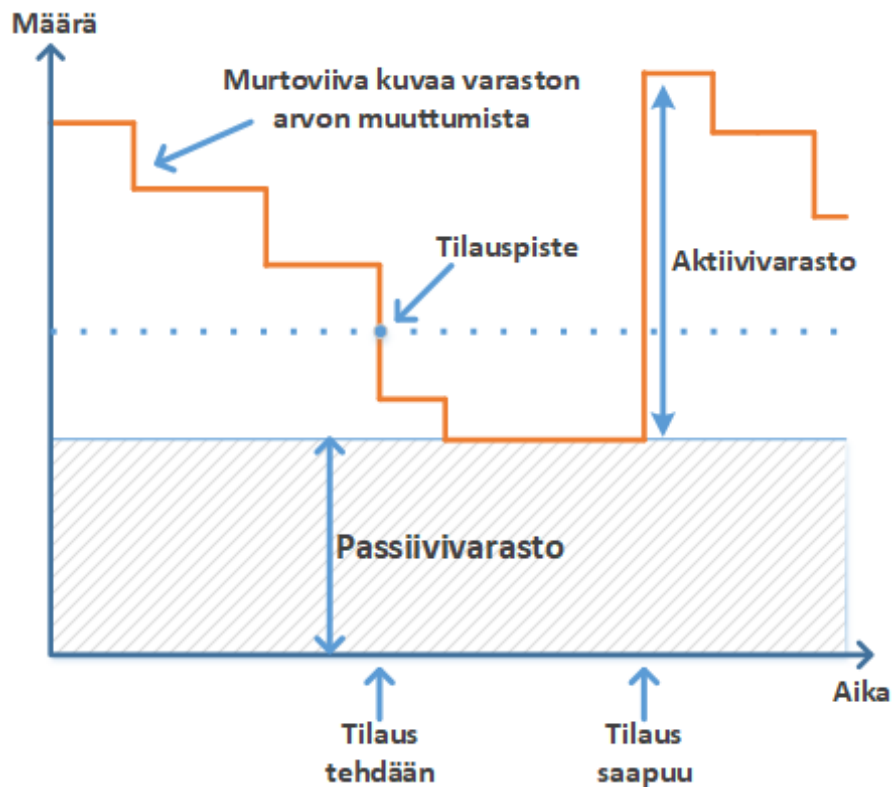 Määrä
Murtoviiva kuvaa varaston
arvon muuttumista
Tilauspiste
Aktiivivarasto
Passiivivarasto
Aika
Tilaus
tehdään
Tilaus
saapuu